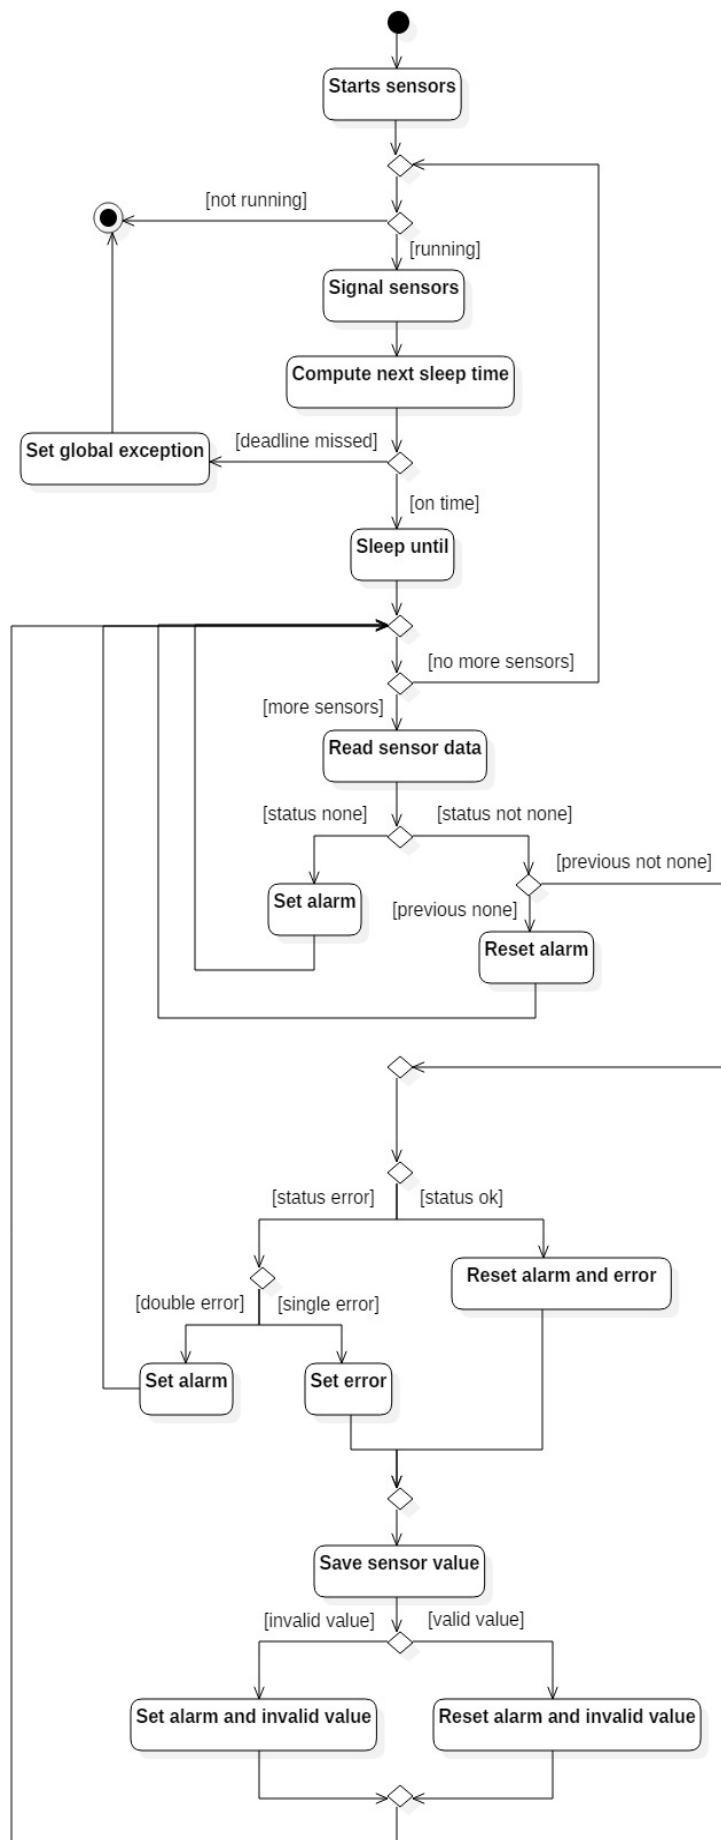 Starts sensors
[not running]
[running]
Signal sensors
Compute next sleep time
[deadline missed]
Set global exception
[on time]
Sleep until
[no more sensors]
[more sensors]
Read sensor data
[status none]
[status not none]
[previous not none]
Set alarm
[previous none]
Reset alarm
[status error]
[status ok]
Reset alarm and error
[double error]
[single error]
Set alarm
Set error
Save sensor value
[invalid value]
[valid value]
Set alarm and invalid value
Reset alarm and invalid value